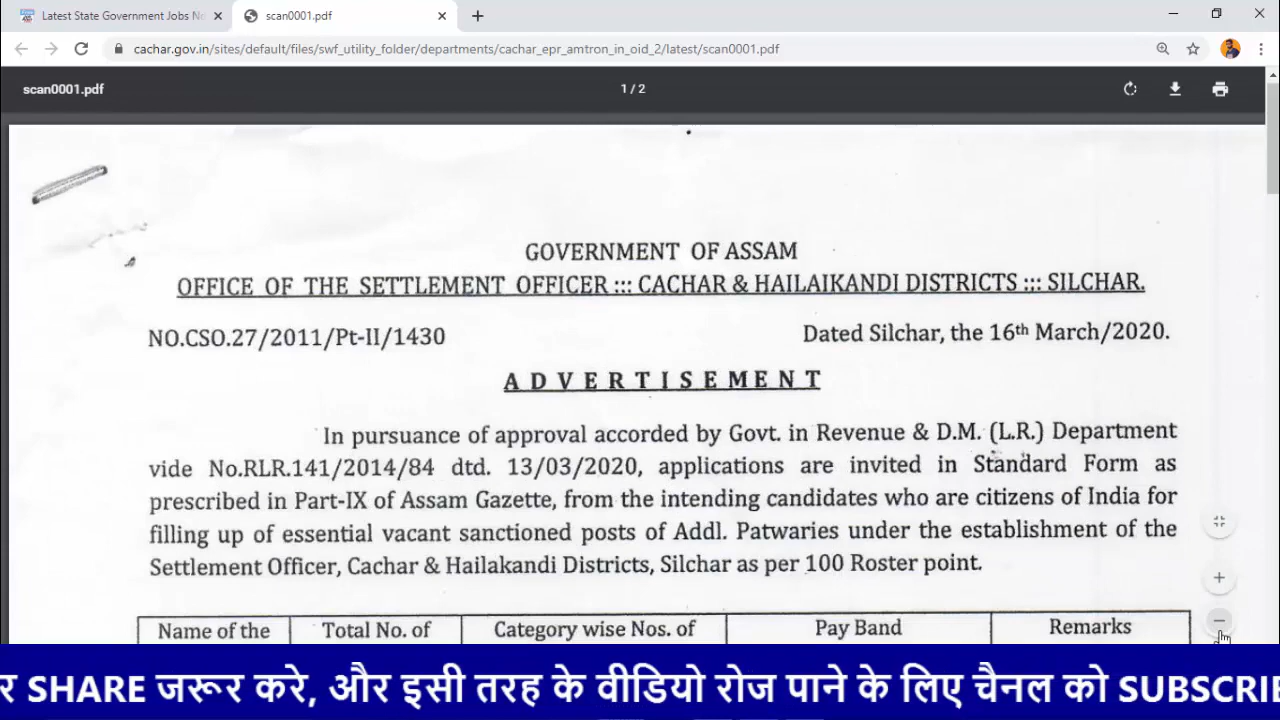 Latest State Government Jobs N
scan0001.pdf
cachar.gov.in/sites/default/files/swf_utility_folder/departments/cachar_epr_amtron_in_oid_2/latest/scan0001.pdf
scan0001.pdf
1 / 2
GOVERNMENT OF ASSAM
OFFICE OF THE SETTLEMENT OFFICER ::: CACHAR & HAILAIKANDI DISTRICTS ::: SILCHAR.
NO.CSO.27/2011/Pt-II/1430 Dated Silchar, the 16th March/2020.
A D V E R T I S E M E N T
In pursuance of approval accorded by Govt. in Revenue & D.M. (L.R.) Department
vide No.RLR.141/2014/84 dtd. 13/03/2020, applications are invited in Standard Form as
prescribed in Part-IX of Assam Gazette, from the intending candidates who are citizens of India for
filling up of essential vacant sanctioned posts of Addl. Patwaries under the establishment of the
Settlement Officer, Cachar & Hailakandi Districts, Silchar as per 100 Roster point.
Name of the Total No. of Category wise Nos. of Pay Band Remarks
र SHARE जरूर करे, और इसी तरह के वीडियो रोज पाने के लिए चैनल को SUBSCRIB